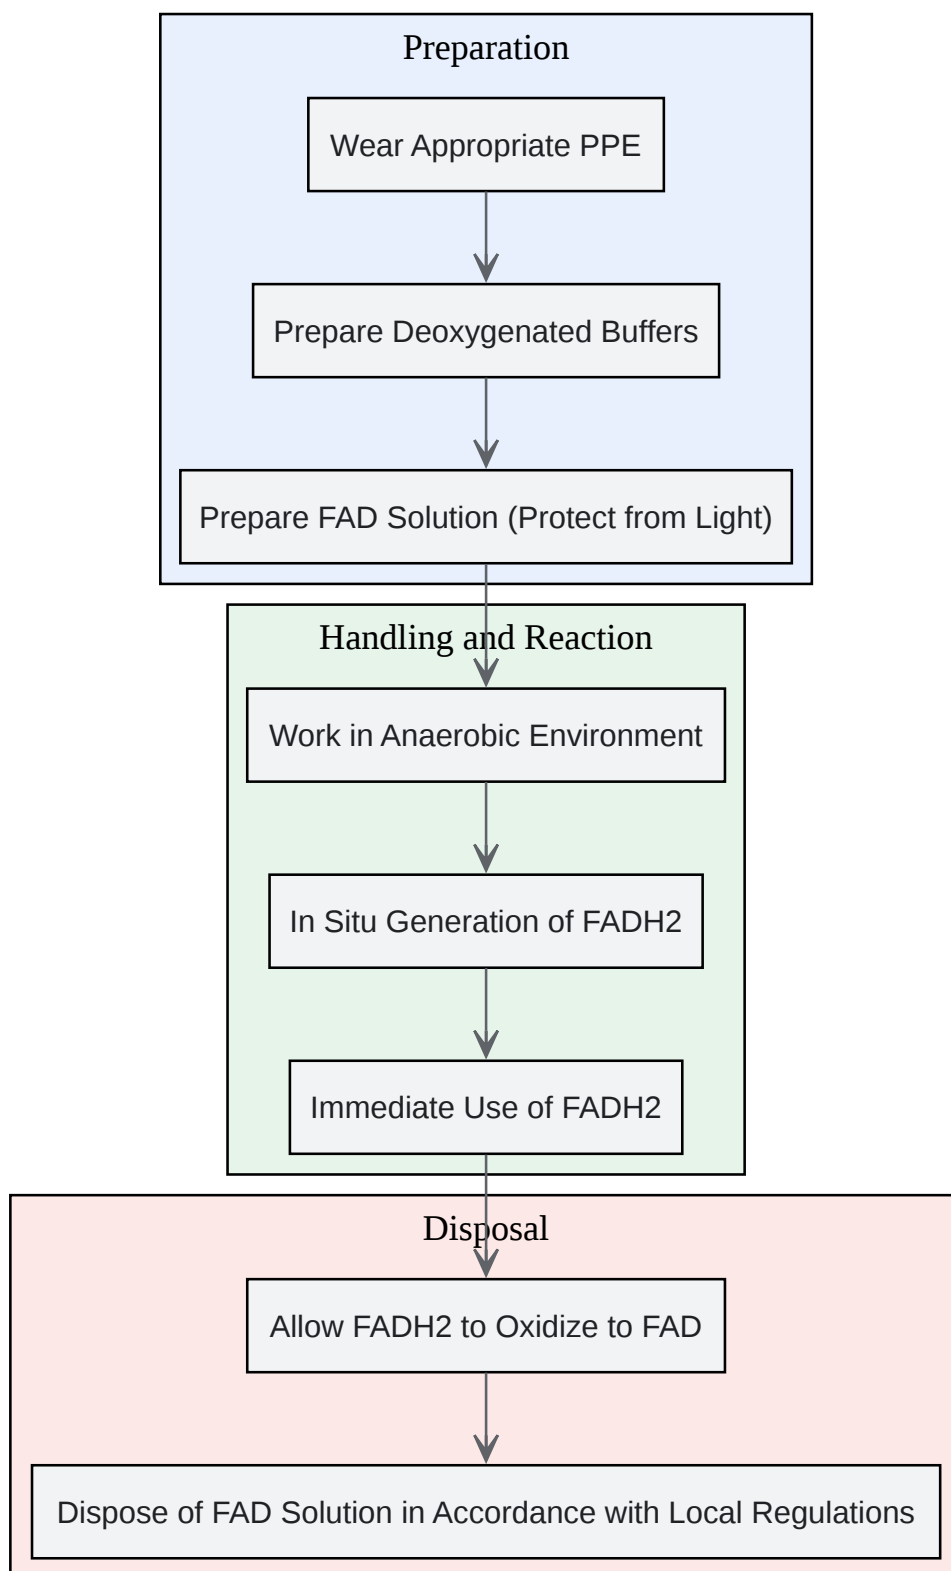 Preparation
Wear Appropriate PPE
Prepare Deoxygenated Buffers
Prepare FAD Solution (Protect from Light)
Handling and Reaction
Work in Anaerobic Environment
In Situ Generation of FADH2
Immediate Use of FADH2
Disposal
Allow FADH2 to Oxidize to FAD
Dispose of FAD Solution in Accordance with Local Regulations